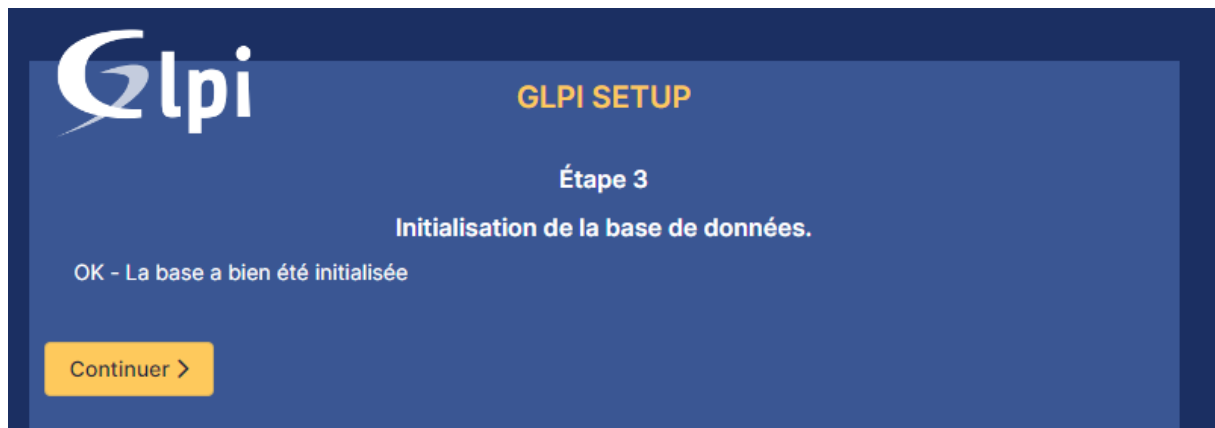 Glpi
GLPI SETUP
Étape 3
Initialisation de la base de données.
OK - La base a bien été initialisée
Continuer >